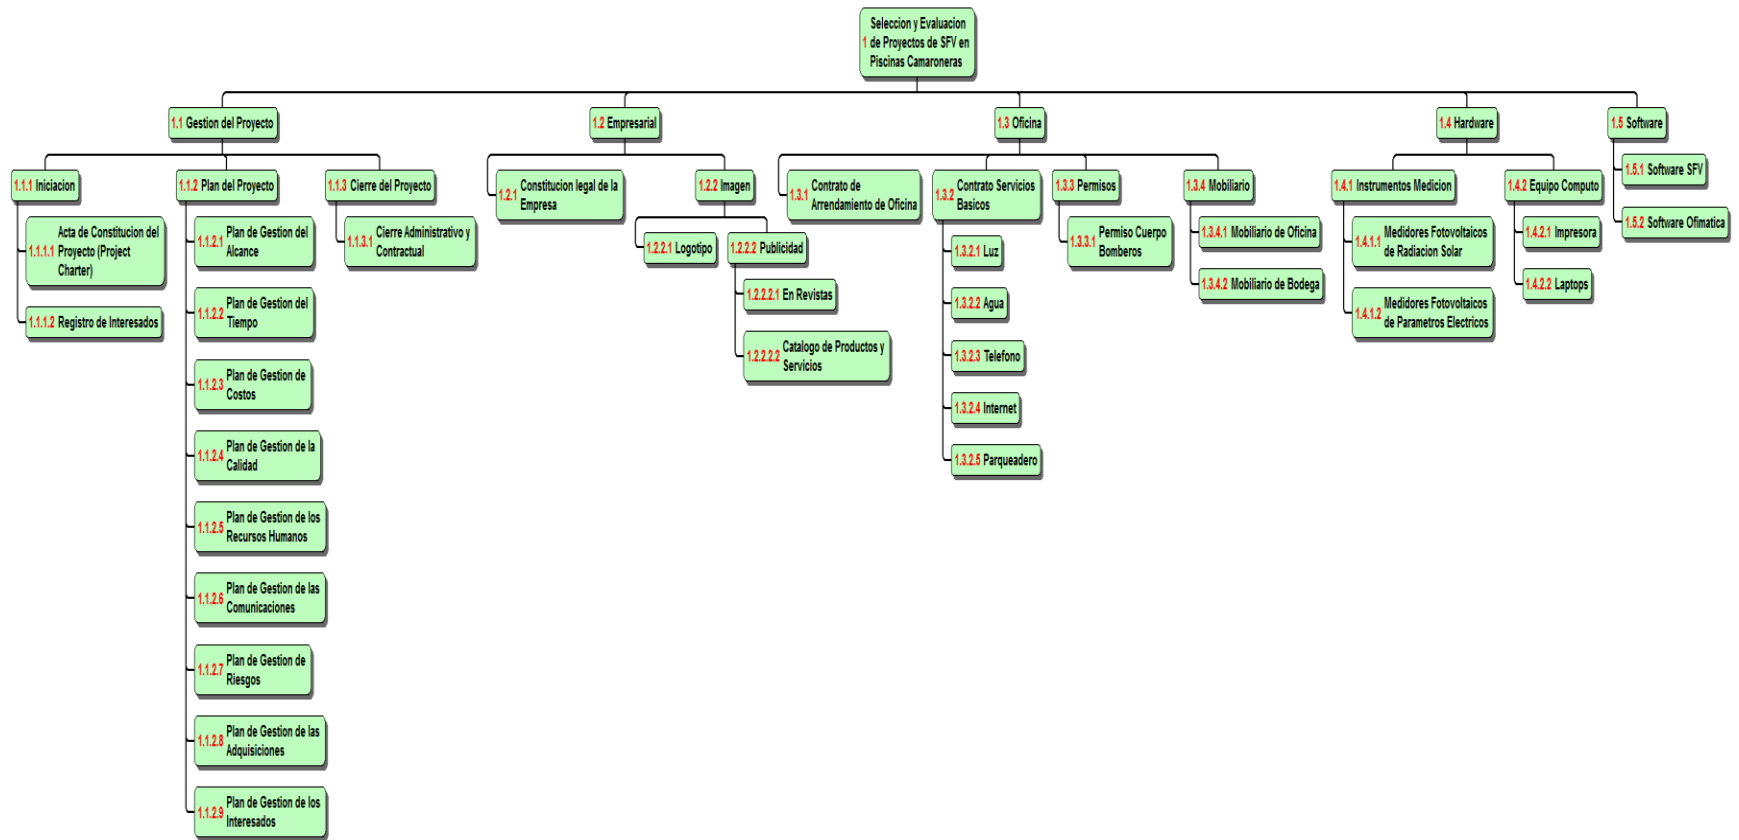 Seleccion y Evaluacion
1 de Proyectos de SFV en
Piscinas Camaroneras
1.1 Gestion del Proyecto
1.2 Empresarial
1.3 Oficina
1.4 Hardware
1.5 Software
1.1.1 Iniciacion
1.1.1.1 Acta de Constitucion del
Proyecto (Project
Charter)
1.1.1.2 Registro de Interesados
1.1.2 Plan del Proyecto
1.1.2.1 Plan de Gestion del
Alcance
1.1.2.2 Plan de Gestion del
Tiempo
1.1.2.3 Plan de Gestion de
Costos
1.1.2.4 Plan de Gestion de la
Calidad
1.1.2.5 Plan de Gestion de los
Recursos Humanos
1.1.2.6 Plan de Gestion de las
Comunicaciones
1.1.2.7 Plan de Gestion de
Riesgos
1.1.2.8 Plan de Gestion de las
Adquisiciones
1.1.2.9 Plan de Gestion de los
Interesados
1.1.3 Cierre del Proyecto
1.1.3.1 Cierre Administrativo y
Contractual
1.2.1 Constitucion legal de la
Empresa
1.2.2 Imagen
1.2.2.1 Logotipo
1.2.2.2 Publicidad
1.2.2.2.1 En Revistas
1.2.2.2.2 Catalogo de Productos y
Servicios
1.3.1 Contrato de
Arrendamiento de Oficina
1.3.2 Contrato Servicios
Basicos
1.3.2.1 Luz
1.3.2.2 Agua
1.3.2.3 Telefono
1.3.2.4 Internet
1.3.2.5 Parqueadero
1.3.3 Permisos
1.3.3.1 Permiso Cuerpo
Bomberos
1.3.4 Mobiliario
1.3.4.1 Mobiliario de Oficina
1.3.4.2 Mobiliario de Bodega
1.4.1 Instrumentos Medicion
1.4.1.1 Medidores Fotovoltaicos
de Radiacion Solar
1.4.1.2 Medidores Fotovoltaicos
de Parametros Electricos
1.4.2 Equipo Computo
1.4.2.1 Impresora
1.4.2.2 Laptops
1.5.1 Software SFV
1.5.2 Software Ofimatica